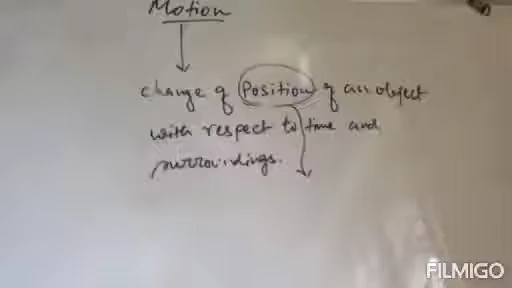 Motion
change of Position of an object
with respect to time and
surroundings.
FILMIGO